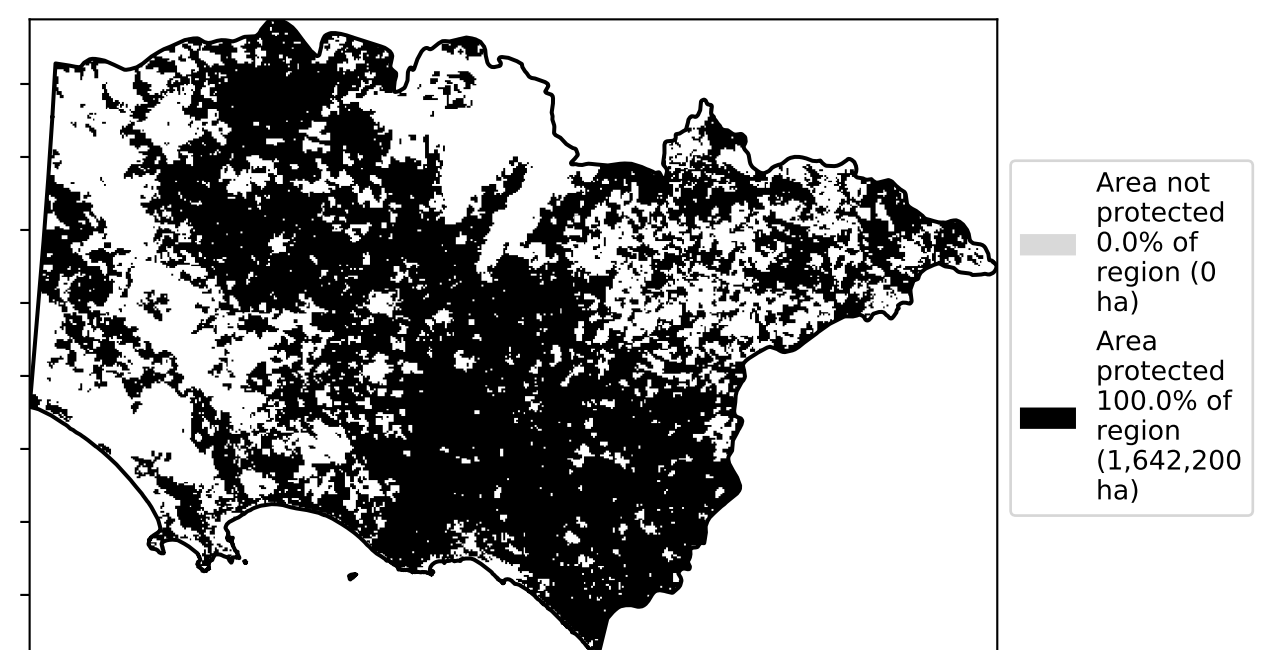 Area not
protected
0.0% of
region (0
ha)
Area
protected
100.0% of
region
(1,642,200
ha)